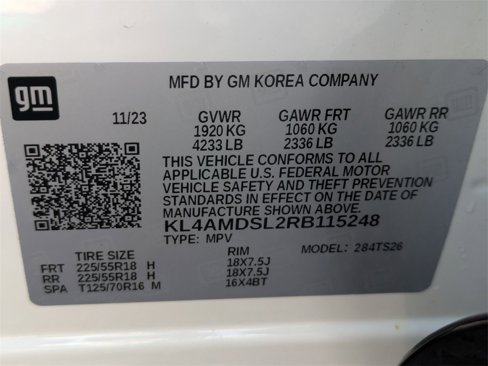 gm
MFD BY GM KOREA COMPANY
11/23 GVWR GAWR FRT GAWR RR
1920 KG 1060 KG 1060 KG
4233 LB 2336 LB 2336 LB
THIS VEHICLE CONFORMS TO ALL
APPLICABLE U.S. FEDERAL MOTOR
VEHICLE SAFETY AND THEFT PREVENTION
STANDARDS IN EFFECT ON THE DATE OF
MANUFACTURE SHOWN ABOVE.
KL4AMDSL2RB115248
TYPE: MPV MODEL: 284TS26
TIRE SIZE RIM
FRT 225/55R18 H 18X7.5J
RR 225/55R18 H 18X7.5J
SPA T125/70R16 M 16X4BT